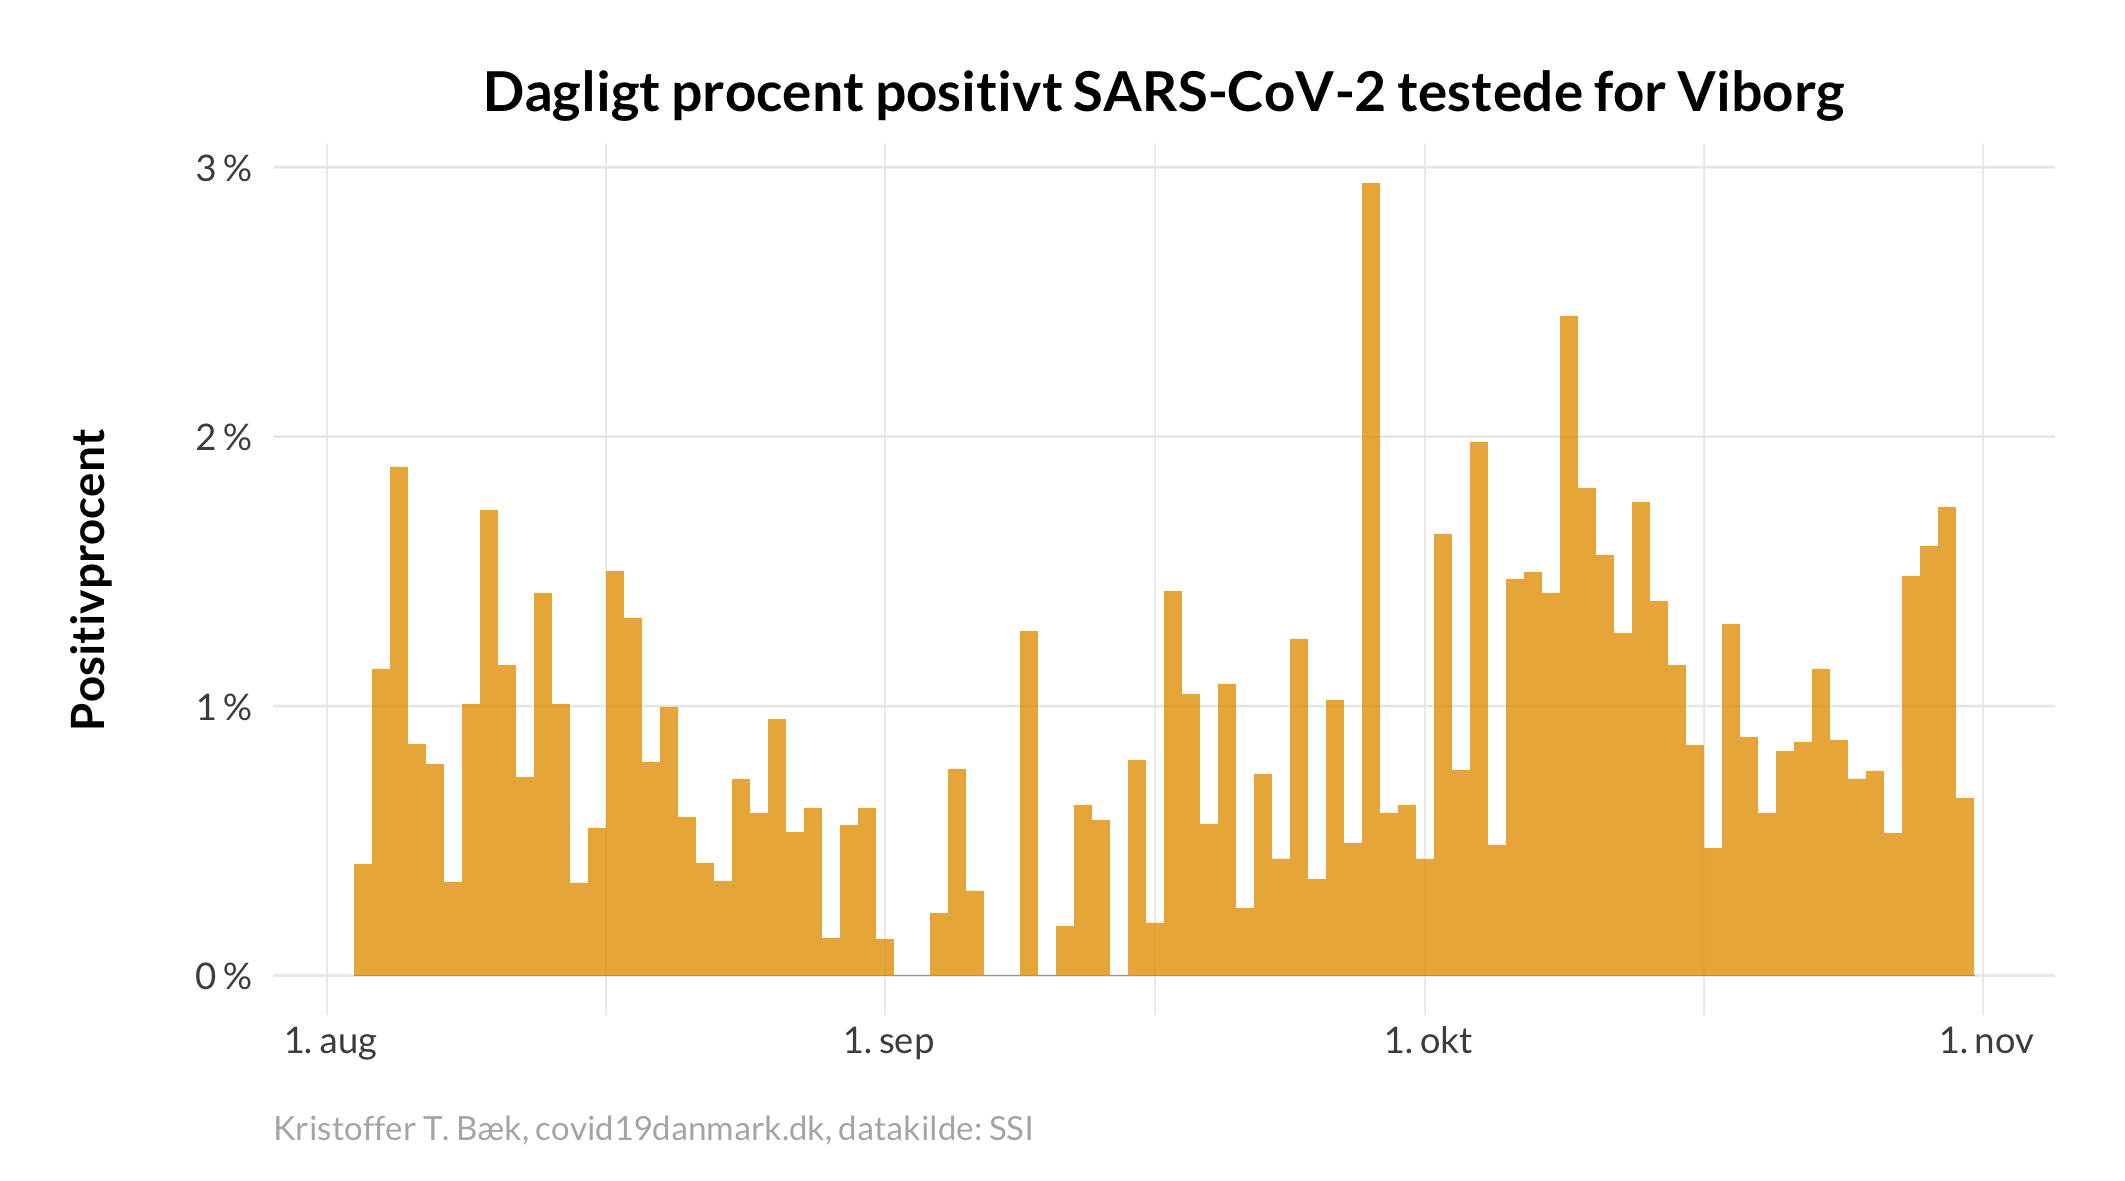 Dagligt procent positivt SARS-CoV-2 testede for Viborg
Positivprocent
3 %
2 %
1 %
0 %
1. aug
1. sep
1. okt
1. nov
Kristoffer T. Bæk, covid19danmark.dk, datakilde: SSI